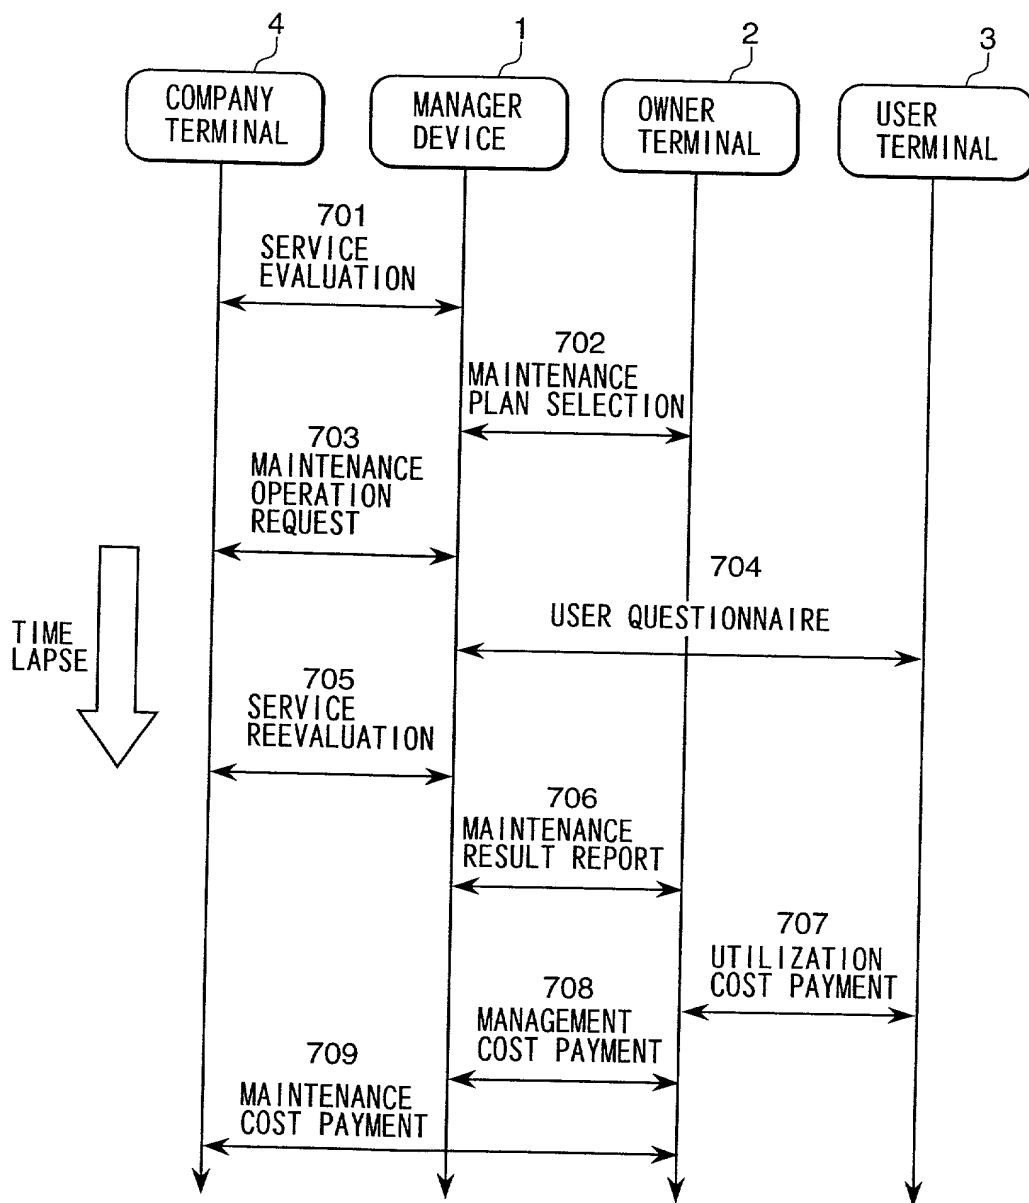 4
1
2
3
COMPANY
TERMINAL
MANAGER
DEVICE
OWNER
TERMINAL
USER
TERMINAL
701
SERVICE
EVALUATION
702
MAINTENANCE
PLAN SELECTION
703
MAINTENANCE
OPERATION
REQUEST
704
USER QUESTIONNAIRE
TIME
LAPSE
705
SERVICE
REEVALUATION
706
MAINTENANCE
RESULT REPORT
707
UTILIZATION
COST PAYMENT
708
MANAGEMENT
COST PAYMENT
709
MAINTENANCE
COST PAYMENT